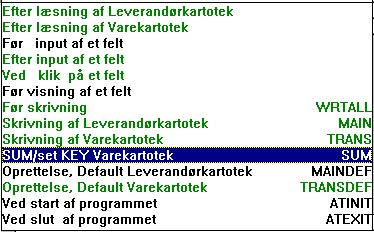 Efter læsning af Leverandørkartotek
Efter læsning af Varekartotek
Før input af et felt
Efter input af et felt
Ved klik på et felt
Før visning af et felt
Før skrivning WRTALL
Skrivning af Leverandørkartotek MAIN
Skrivning af Varekartotek TRANS
SUM/set KEY Varekartotek SUM
Oprettelse, Default Leverandørkartotek MAINDEF
Oprettelse, Default Varekartotek TRANSDEF
Ved start af programmet ATINIT
Ved slut af programmet ATEXIT